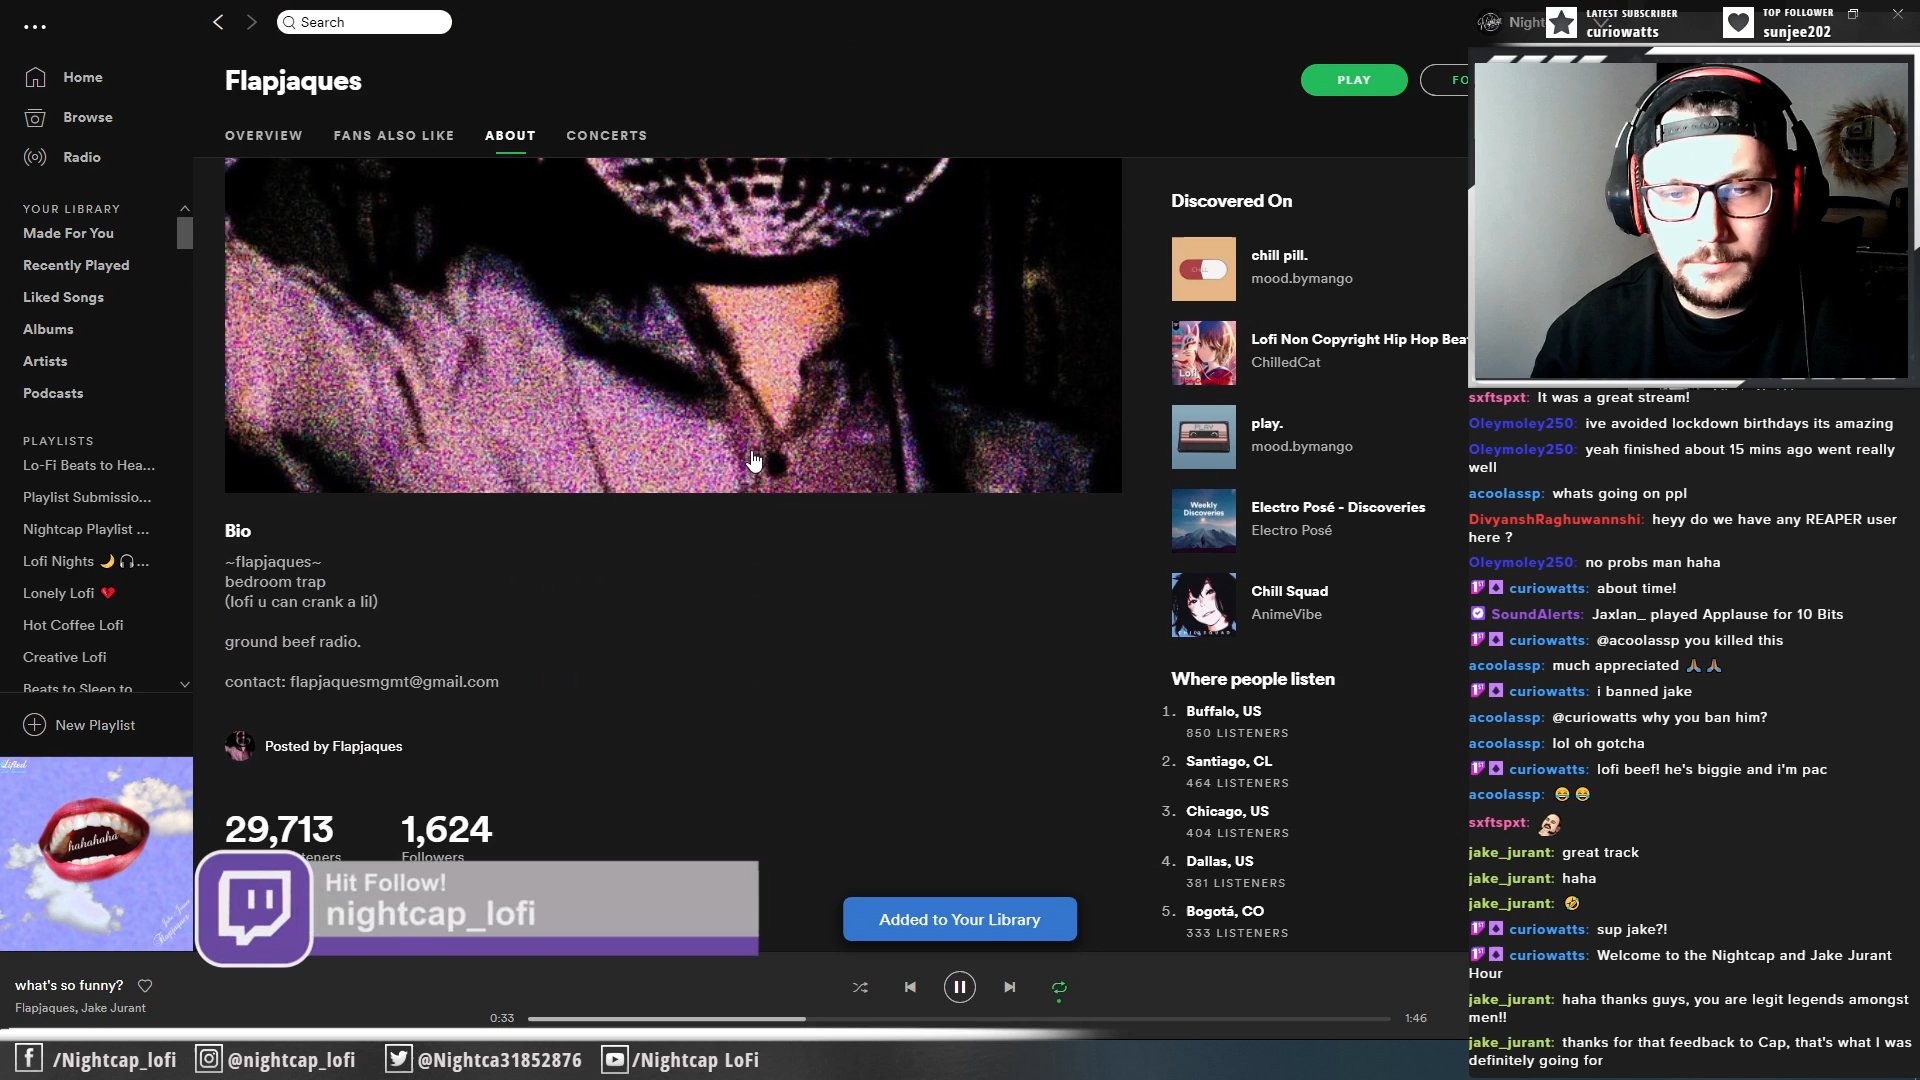 Search
Night
LATEST SUBSCRIBER
curiowatts
TOP FOLLOWER
sunjee202
Home
Browse
Radio
YOUR LIBRARY
Made For You
Recently Played
Liked Songs
Albums
Artists
Podcasts
PLAYLISTS
Lo-Fi Beats to Hea...
Playlist Submissio...
Nightcap Playlist ...
Lofi Nights 🌙🎧...
Lonely Lofi 💔
Hot Coffee Lofi
Creative Lofi
Beats to Sleep to
New Playlist
Lifted
hahahaha
what's so funny?
Flapjaques, Jake Jurant
Flapjaques
PLAY
FO
OVERVIEW
FANS ALSO LIKE
ABOUT
CONCERTS
Bio
~flapjaques~
bedroom trap
(lofi u can crank a lil)
ground beef radio.
contact: flapjaquesmgmt@gmail.com
Posted by Flapjaques
29,713
1,624
Followers
Hit Follow!
nightcap_lofi
Added to Your Library
Discovered On
CHILL
chill pill.
mood.bymango
Lofi
Lofi Non Copyright Hip Hop Bea
ChilledCat
PLAY
play.
mood.bymango
Weekly
Discoveries
Electro Posé - Discoveries
Electro Posé
CHILLSQUAD
Chill Squad
AnimeVibe
Where people listen
1. Buffalo, US
850 LISTENERS
2. Santiago, CL
464 LISTENERS
3. Chicago, US
404 LISTENERS
4. Dallas, US
381 LISTENERS
5. Bogotá, CO
333 LISTENERS
0:33
1:46
sxftspxt: It was a great stream!
Oleymoley250: ive avoided lockdown birthdays its amazing
Oleymoley250: yeah finished about 15 mins ago went really
well
acoolassp: whats going on ppl
DivyanshRaghuwannshi: heyy do we have any REAPER user
here ?
Oleymoley250: no probs man haha
curiowatts: about time!
SoundAlerts: Jaxlan_ played Applause for 10 Bits
curiowatts: @acoolassp you killed this
acoolassp: much appreciated 🙏🏾 🙏🏾
curiowatts: i banned jake
acoolassp: @curiowatts why you ban him?
acoolassp: lol oh gotcha
curiowatts: lofi beef! he's biggie and i'm pac
acoolassp: 😂 😂
sxftspxt:
jake_jurant: great track
jake_jurant: haha
jake_jurant: 🤣
curiowatts: sup jake?!
curiowatts: Welcome to the Nightcap and Jake Jurant
Hour
jake_jurant: haha thanks guys, you are legit legends amongst
men!!
jake_jurant: thanks for that feedback to Cap, that's what I was
definitely going for
/Nightcap_lofi
@nightcap_lofi
@Nightca31852876
/Nightcap LoFi